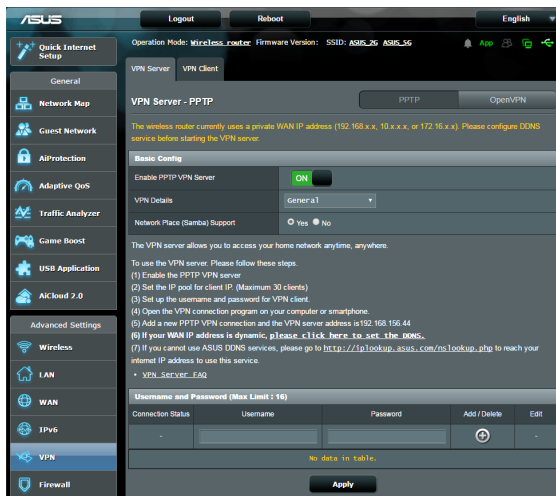 ASUS
Logout
Reboot
English
Quick Internet Setup
Operation Mode: Wireless router Firmware Version: SSID: ASUS_2G ASUS_5G
App
General
Network Map
Guest Network
AiProtection
Adaptive QoS
Traffic Analyzer
Game Boost
USB Application
AiCloud 2.0
Advanced Settings
Wireless
LAN
WAN
IPv6
VPN
Firewall
VPN Server
VPN Client
VPN Server - PPTP
PPTP
OpenVPN
The wireless router currently uses a private WAN IP address (192.168.x.x, 10.x.x.x, or 172.16.x.x). Please configure DDNS
service before starting the VPN server.
Basic Config
Enable PPTP VPN Server
ON
VPN Details
General
Network Place (Samba) Support
Yes
No
The VPN server allows you to access your home network anytime, anywhere.
To use the VPN server. Please follow these steps.
(1) Enable the PPTP VPN server
(2) Set the IP pool for client IP. (Maximum 30 clients)
(3) Set up the username and password for VPN client.
(4) Open the VPN connection program on your computer or smartphone.
(5) Add a new PPTP VPN connection and the VPN server address is192.168.156.44
(6) If your WAN IP address is dynamic, please click here to set the DDNS.
(7) If you cannot use ASUS DDNS services, please go to http://iplookup.asus.com/nslookup.php to reach your
internet IP address to use this service.
VPN Server FAQ
Username and Password (Max Limit : 16)
Connection Status
Username
Password
Add / Delete
Edit
-
-
No data in table.
Apply